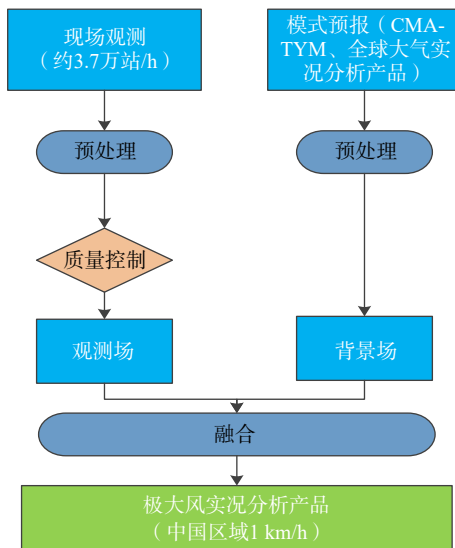 现场观测
（约3.7万站/h）
模式预报（CMA-
TYM、全球大气实
况分析产品）
预处理
预处理
质量控制
观测场
背景场
融合
极大风实况分析产品
（中国区域1 km/h）